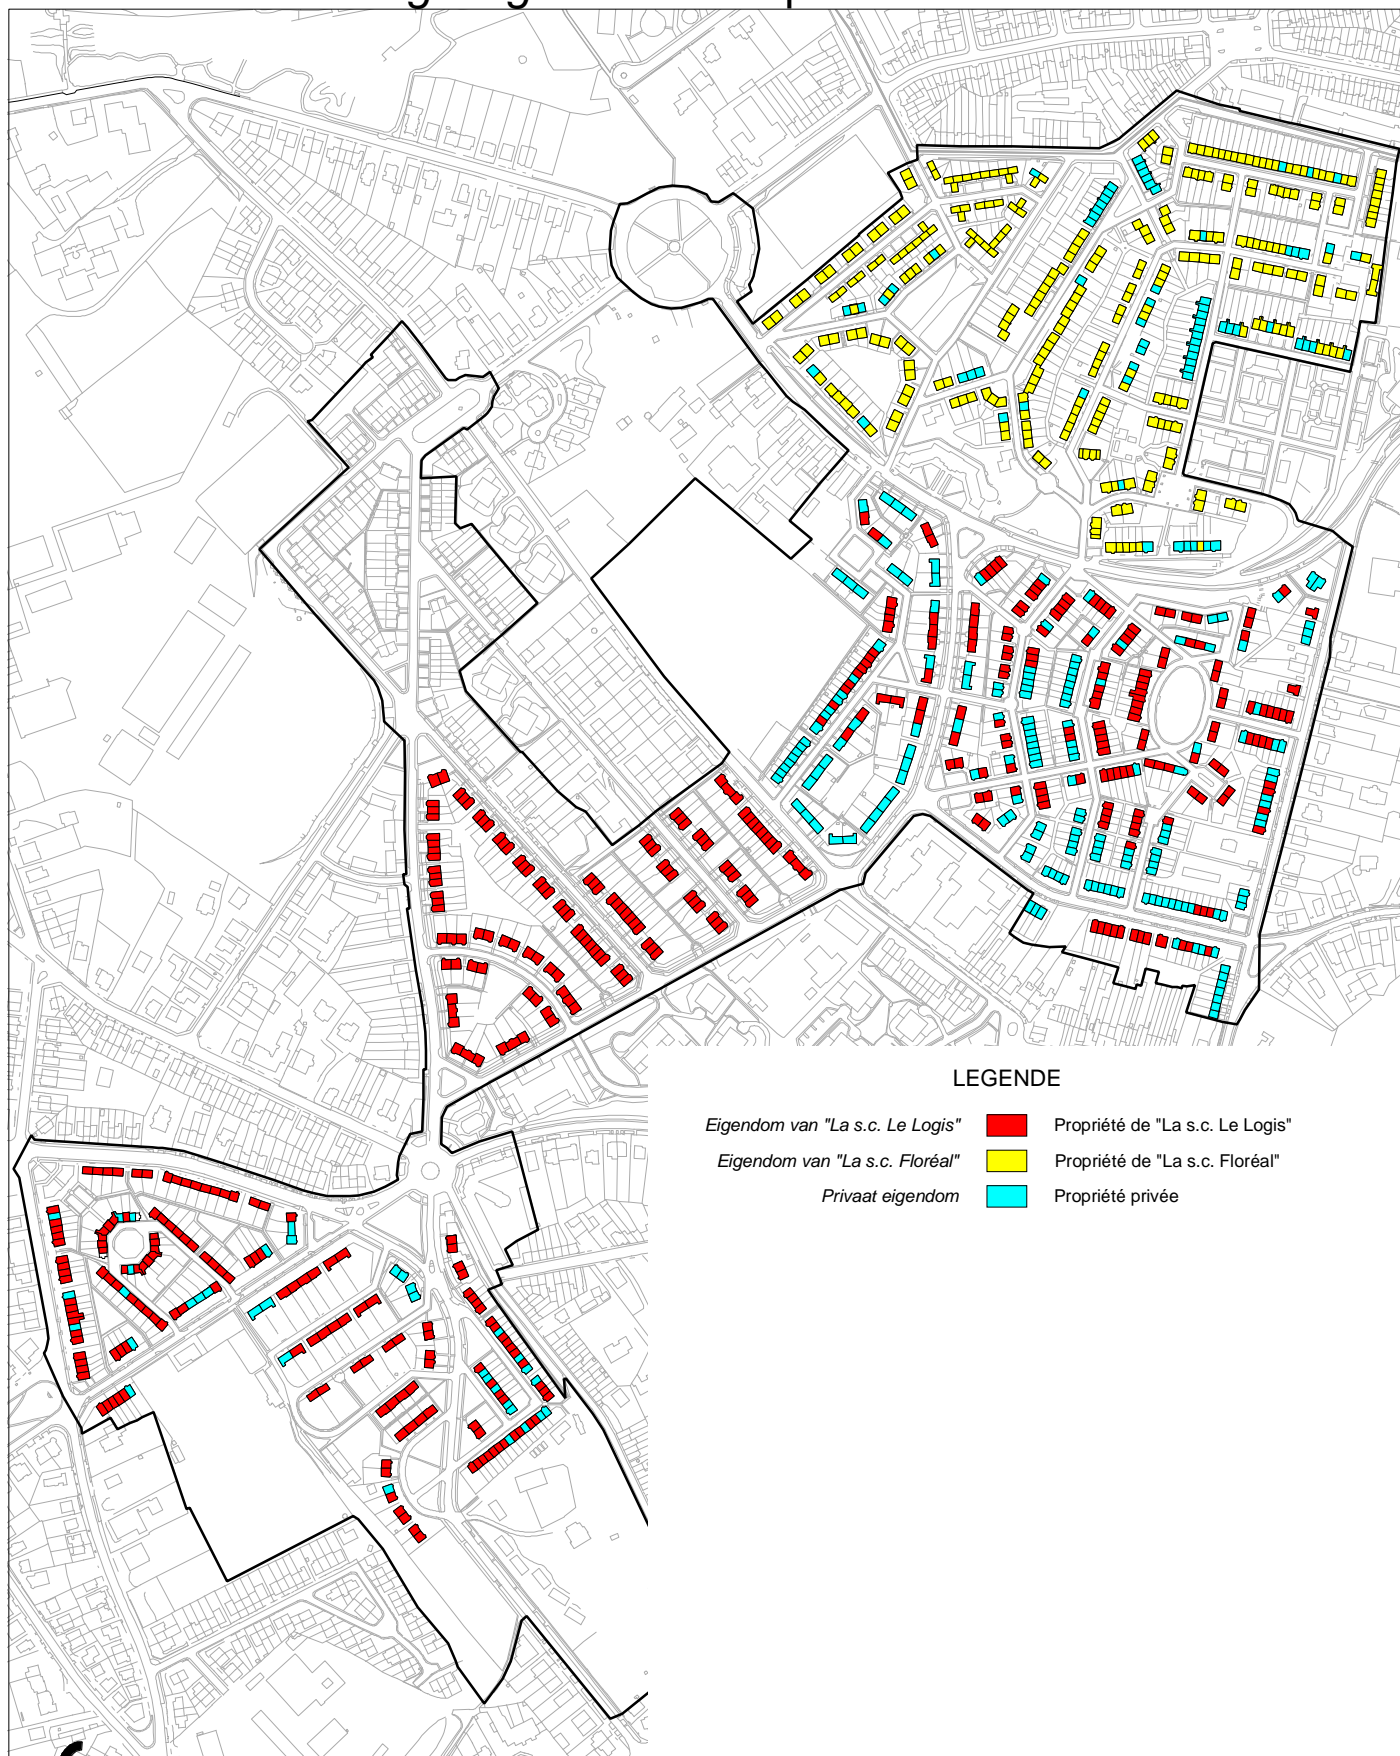 LEGENDE
Eigendom van "La s.c. Le Logis" Propriété de "La s.c. Le Logis"
Eigendom van "La s.c. Floréal" Propriété de "La s.c. Floréal"
Privaat eigendom Propriété privée